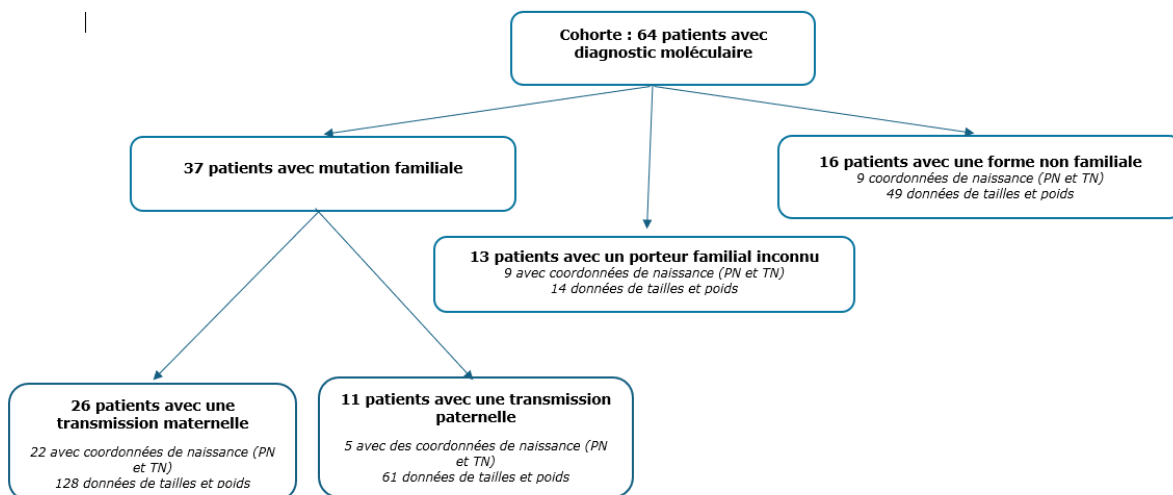 Cohorte : 64 patients avec
diagnostic moléculaire
37 patients avec mutation familiale
16 patients avec une forme non familiale
9 coordonnées de naissance (PN et TN)
49 données de tailles et poids
13 patients avec un porteur familial inconnu
9 avec coordonnées de naissance (PN et TN)
14 données de tailles et poids
26 patients avec une
transmission maternelle
22 avec coordonnées de naissance (PN
et TN)
128 données de tailles et poids
11 patients avec une transmission
paternelle
5 avec des coordonnées de naissance (PN
et TN)
61 données de tailles et poids